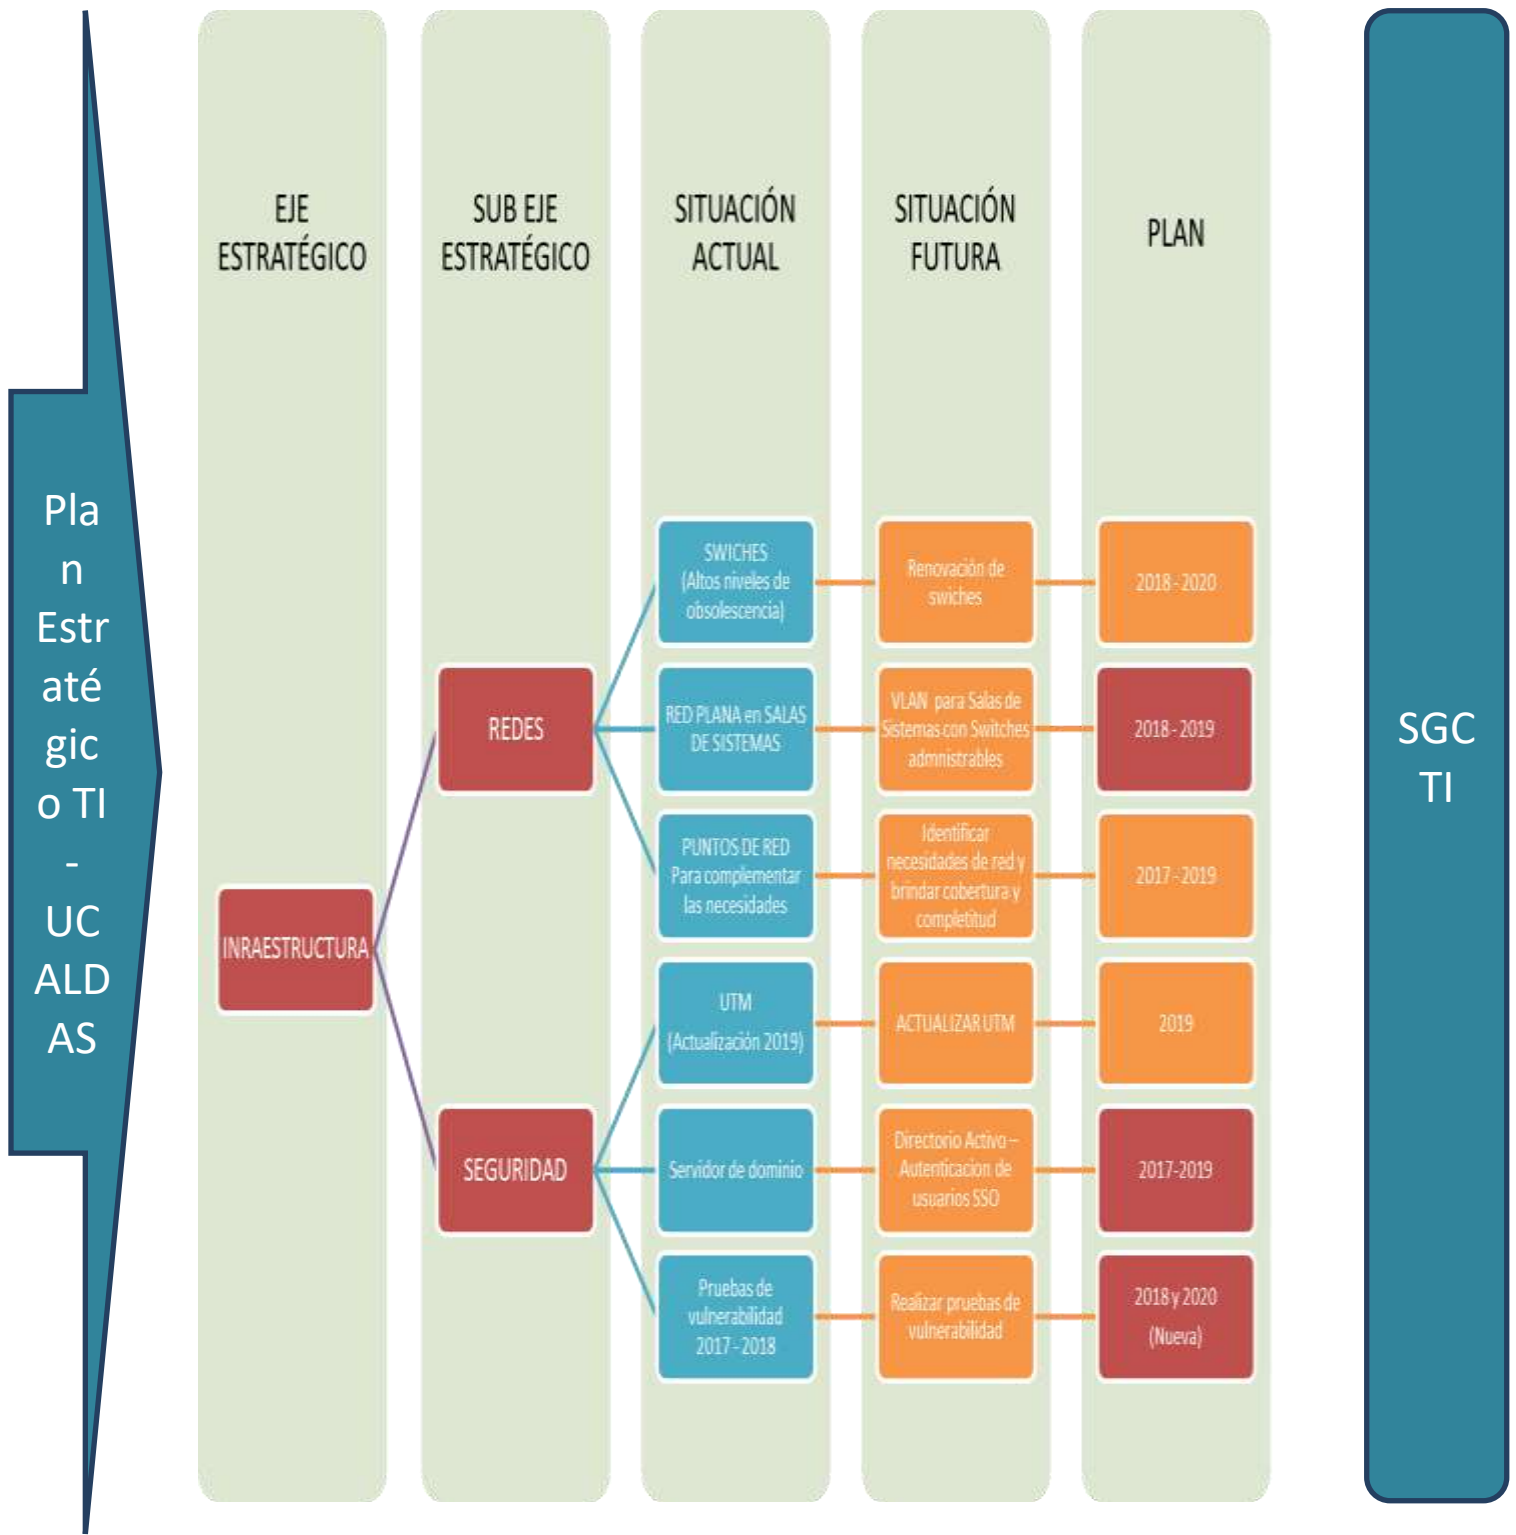 Pla
n
Estr
até
gic
o TI
-
UC
ALD
AS
EJE
ESTRATÉGICO
SUB EJE
ESTRATÉGICO
SITUACIÓN
ACTUAL
SITUACIÓN
FUTURA
PLAN
INRAESTRUCTURA
REDES
SWICHES
(Altos niveles de
obsolescencia)
Renovación de
swiches
2018 - 2020
RED PLANA en SALAS
DE SISTEMAS
VLAN para Salas de
Sistemas con Switches
admnistrables
2018 - 2019
PUNTOS DE RED
Para complementar
las necesidades
Identificar
necesidades de red y
brindar cobertura y
completitud
2017 - 2019
SEGURIDAD
UTM
(Actualización 2019)
ACTUALIZAR UTM
2019
Servidor de dominio
Directorio Activo –
Autenticacion de
usuarios SSO
2017-2019
Pruebas de
vulnerabilidad
2017 - 2018
Realizar pruebas de
vulnerabilidad
2018 y 2020
(Nueva)
SGC
TI